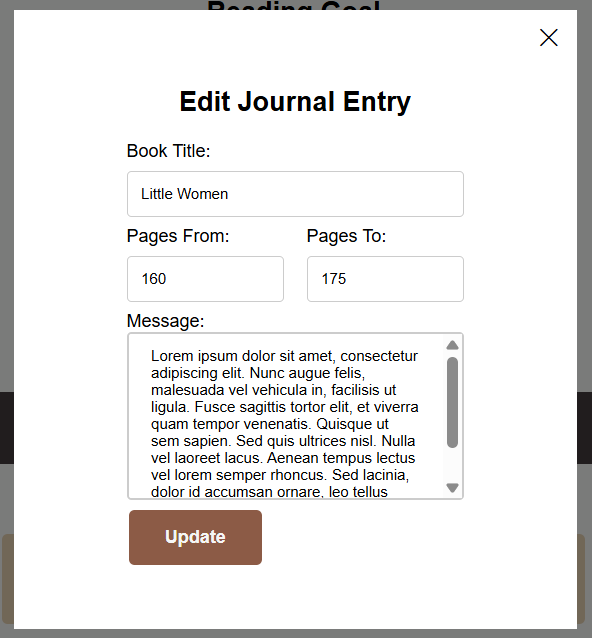 Reading Goal
Edit Journal Entry
Book Title:
Little Women
Pages From: Pages To:
160 175
Message:
Lorem ipsum dolor sit amet, consectetur
adipiscing elit. Nunc augue felis,
malesuada vel vehicula in, facilisis ut
ligula. Fusce sagittis tortor elit, et viverra
quam tempor venenatis. Quisque ut
sem sapien. Sed quis ultrices nisl. Nulla
vel laoreet lacus. Aenean tempus lectus
vel lorem semper rhoncus. Sed lacinia,
dolor id accumsan ornare, leo tellus
Update